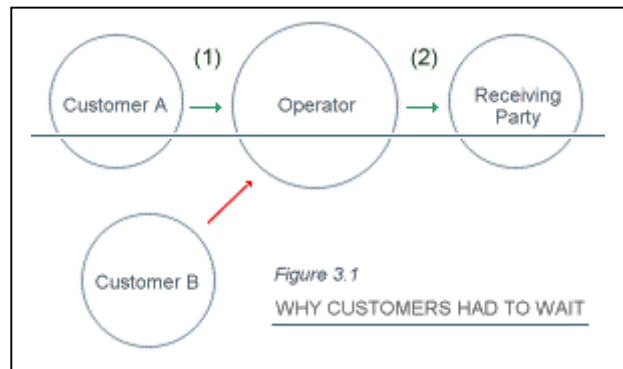 (1)
(2)
Customer A
Operator
Receiving
Party
Customer B
Figure 3.1
WHY CUSTOMERS HAD TO WAIT